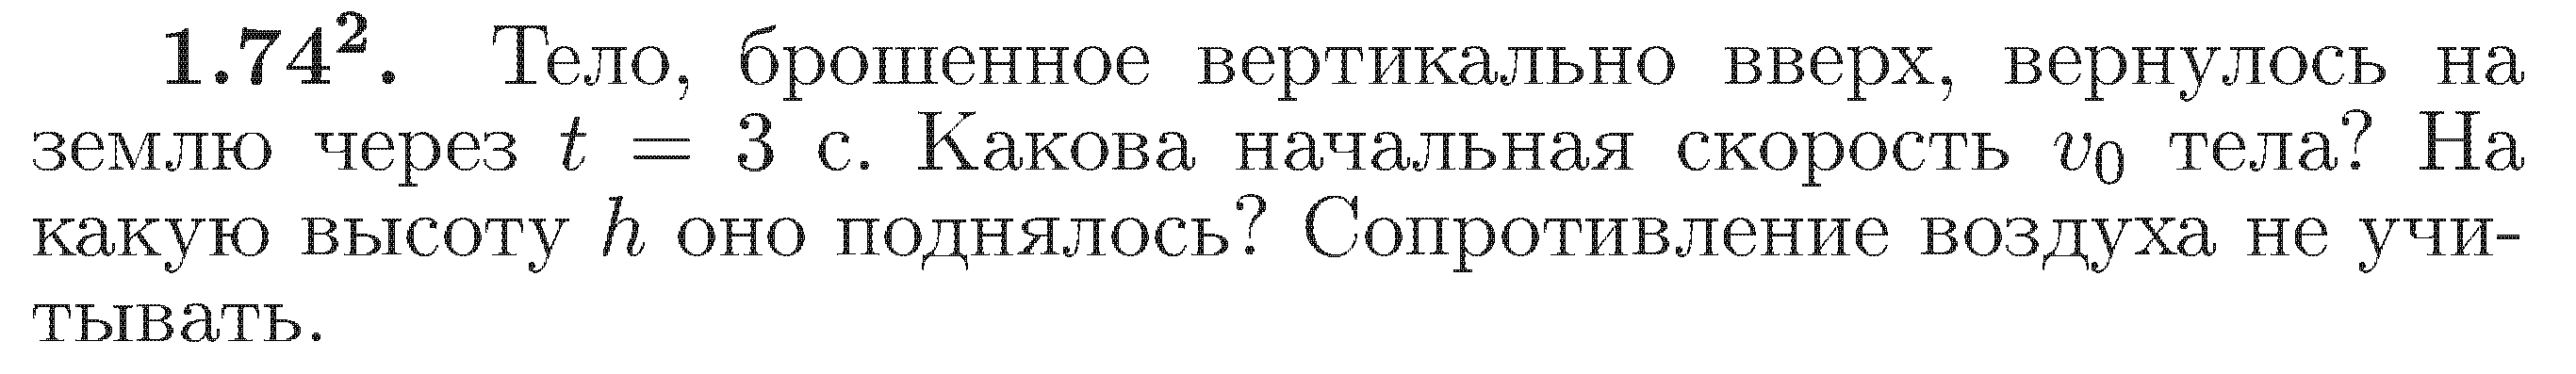 1.74². Тело, брошенное вертикально вверх, вернулось на
землю через t = 3 с. Какова начальная скорость v₀ тела? На
какую высоту h оно поднялось? Сопротивление воздуха не учи-
тывать.